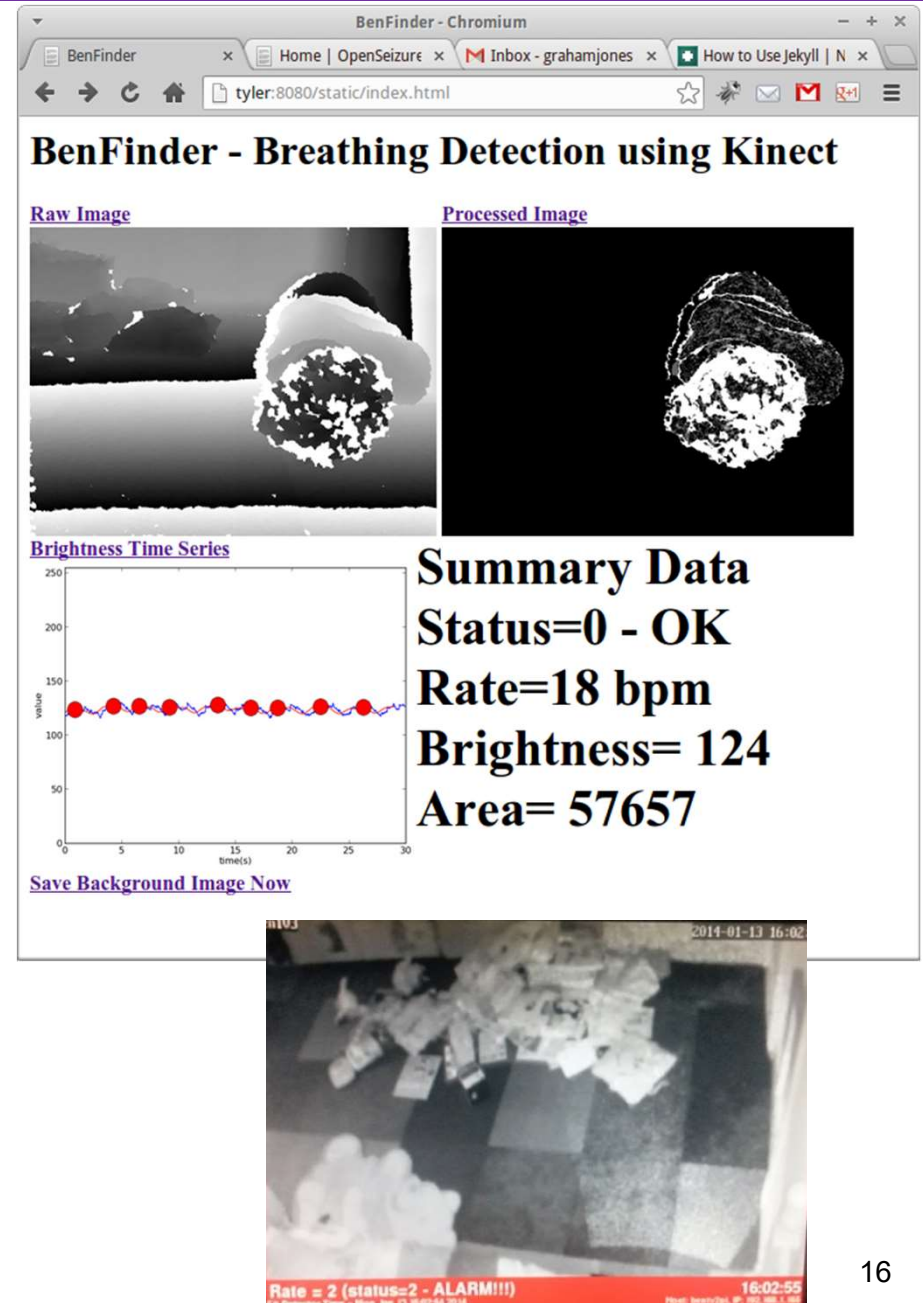 BenFinder - Chromium
BenFinder
Home | OpenSeizure
Inbox - grahamjones
How to Use Jekyll | N
tyler:8080/static/index.html
BenFinder - Breathing Detection using Kinect
Raw Image
Processed Image
Brightness Time Series
250
200
150
100
50
0
value
0 5 10 15 20 25 30
time(s)
Summary Data
Status=0 - OK
Rate=18 bpm
Brightness= 124
Area= 57657
Save Background Image Now
2014-01-13 16:02
Rate = 2 (status=2 - ALARM!!!)
16:02:55
16